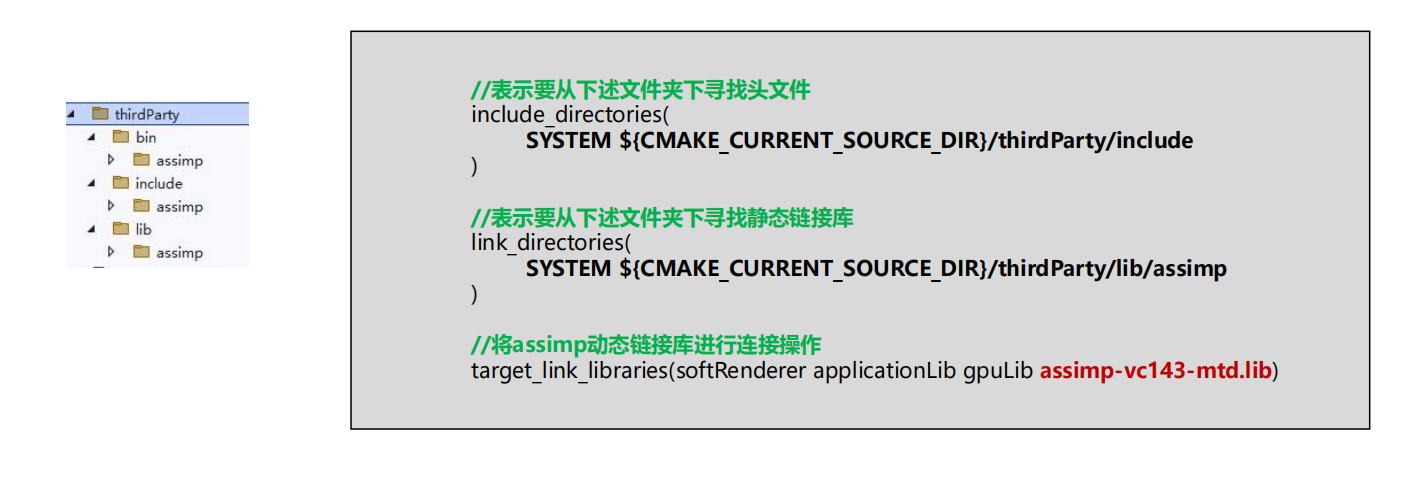 thirdParty
bin
assimp
include
assimp
lib
assimp
//表示要从下述文件夹下寻找头文件
include_directories(
SYSTEM ${CMAKE_CURRENT_SOURCE_DIR}/thirdParty/include
)
//表示要从下述文件夹下寻找静态链接库
link_directories(
SYSTEM ${CMAKE_CURRENT_SOURCE_DIR}/thirdParty/lib/assimp
)
//将assimp动态链接库进行连接操作
target_link_libraries(softRenderer applicationLib gpuLib assimp-vc143-mtd.lib)